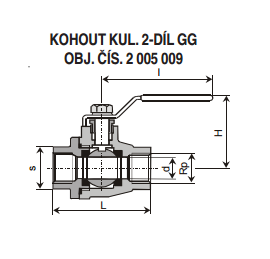 KOHOUT KUL. 2-DÍL GG
OBJ. ČÍS. 2 005 009
l
H
s
d
Rp
L